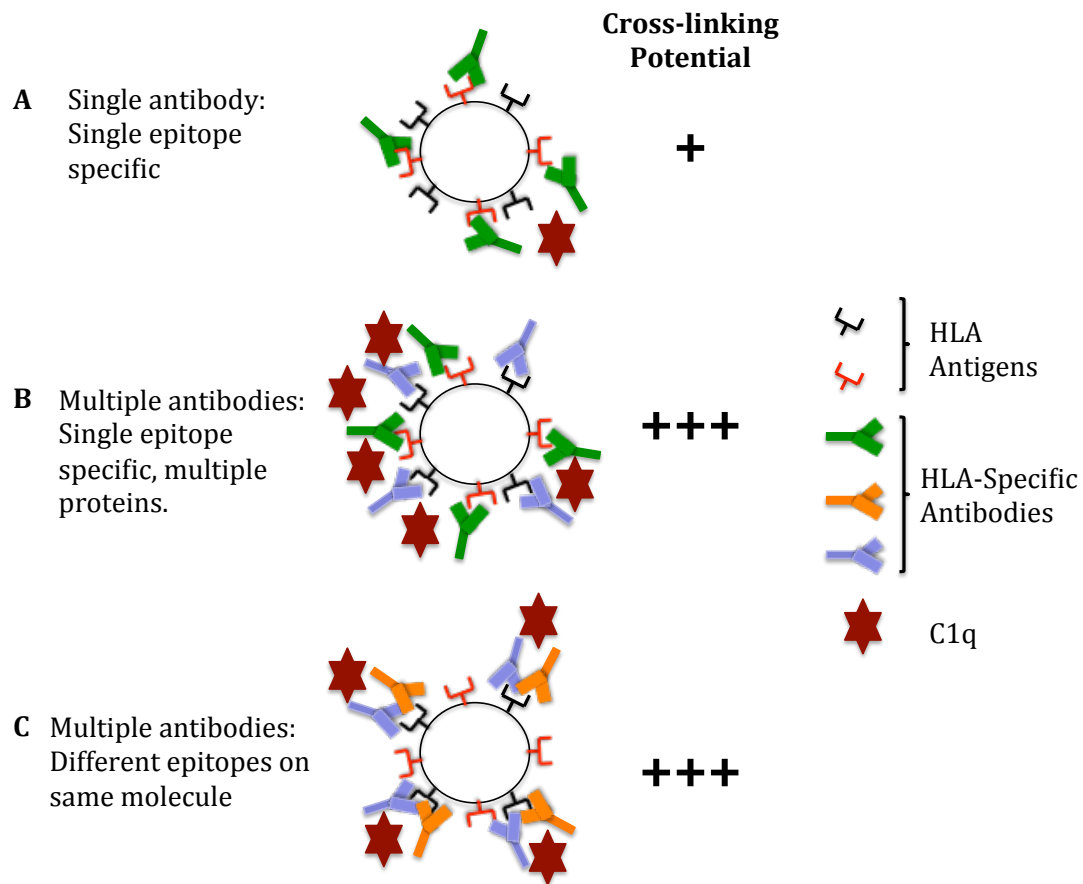 Cross-linking
Potential
A Single antibody:
Single epitope
specific
+
B Multiple antibodies:
Single epitope
specific, multiple
proteins.
+++
HLA
Antigens
HLA-Specific
Antibodies
C1q
C Multiple antibodies:
Different epitopes on
same molecule
+++